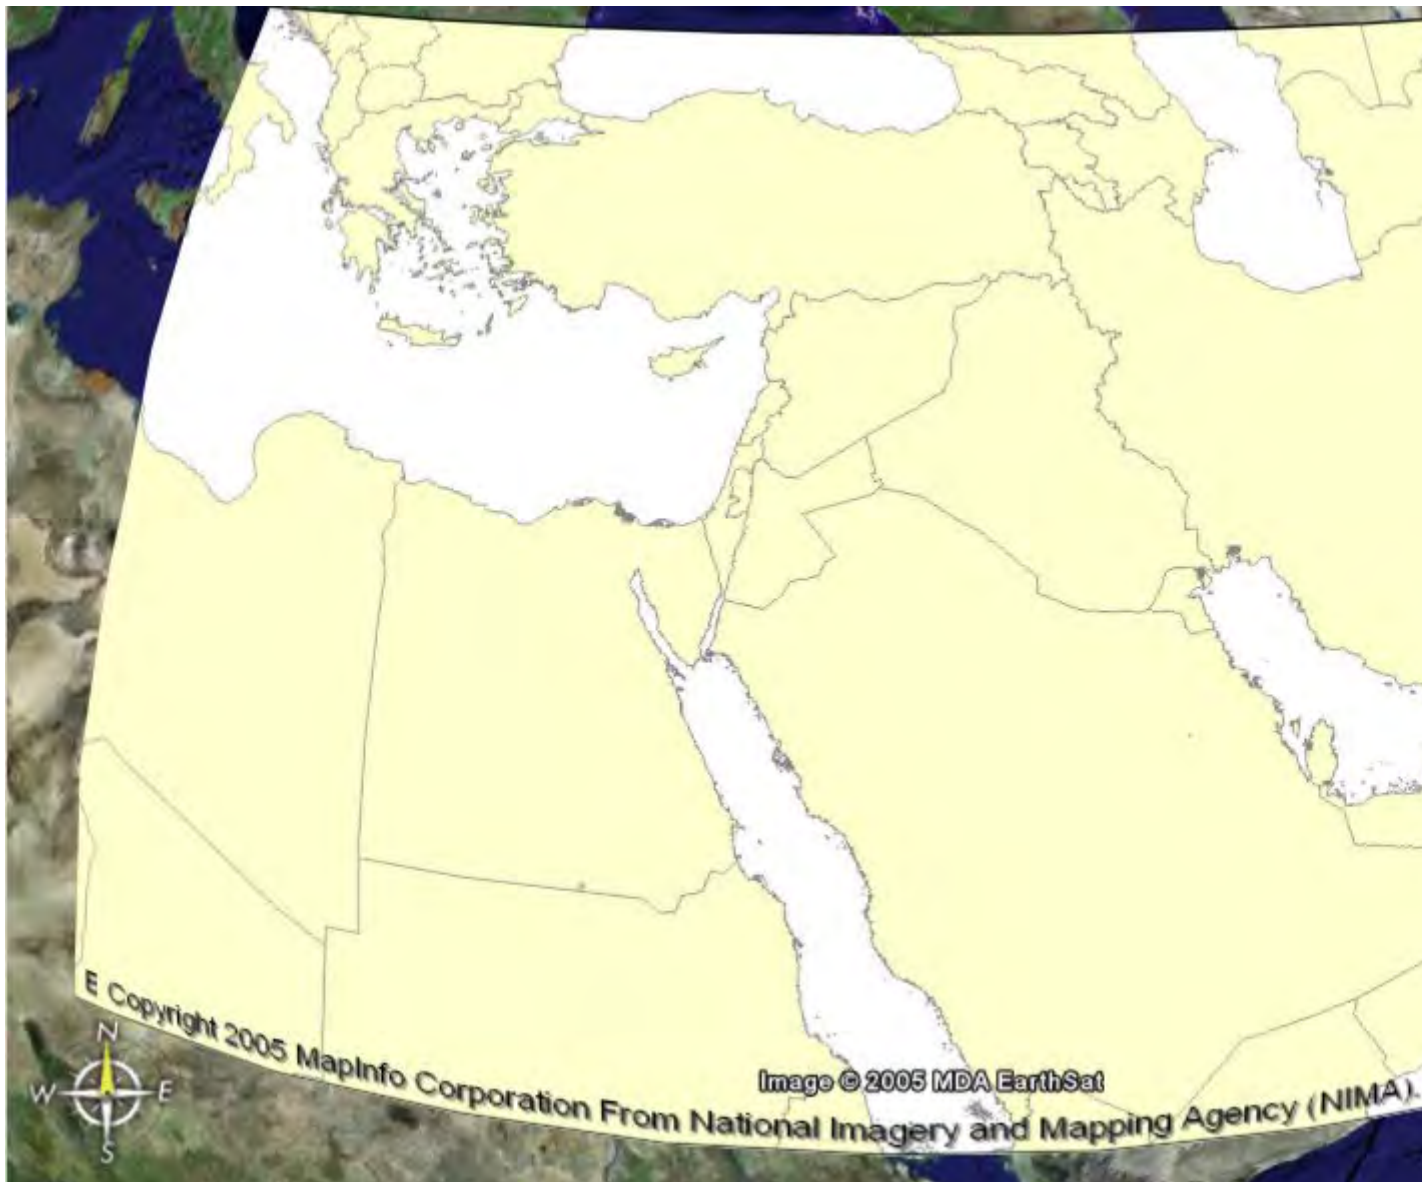 E Copyright 2005 MapInfo Corporation From National Imagery and Mapping Agency (NIMA).
Image © 2005 MDA EarthSat
N
W E
S